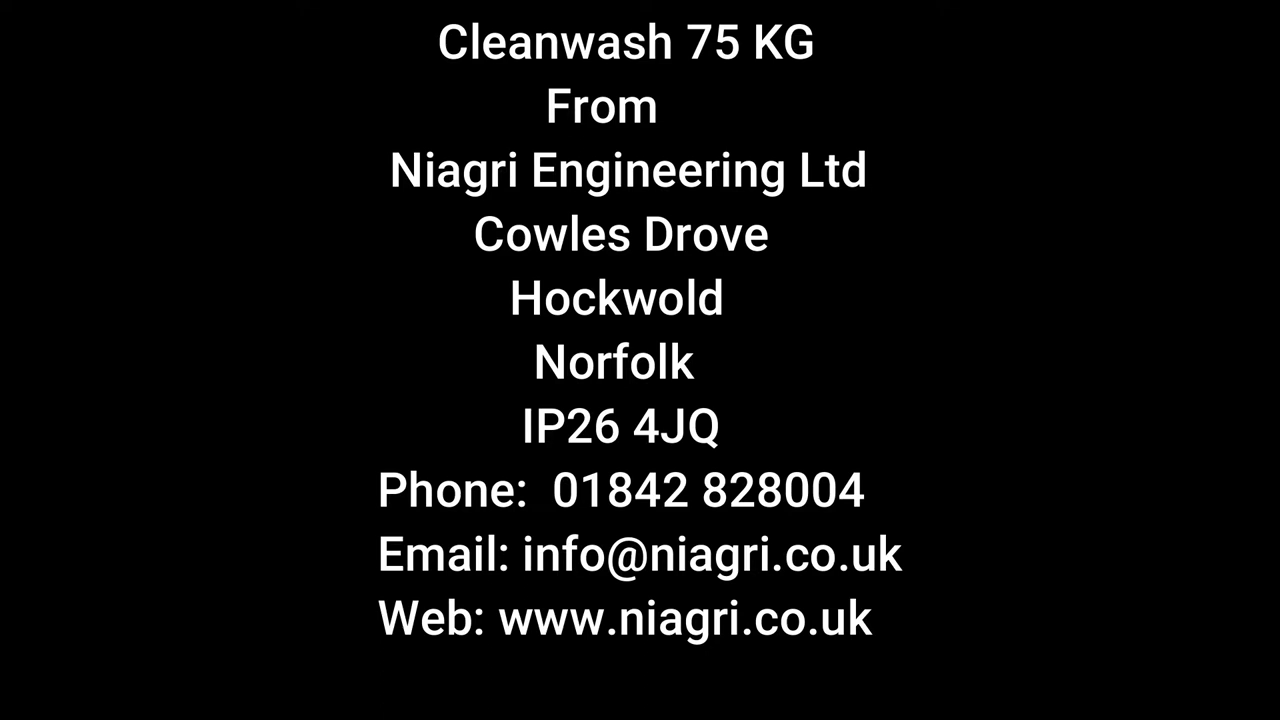 Cleanwash 75 KG
From
Niagri Engineering Ltd
Cowles Drove
Hockwold
Norfolk
IP26 4JQ
Phone:  01842 828004
Email: info@niagri.co.uk
Web: www.niagri.co.uk